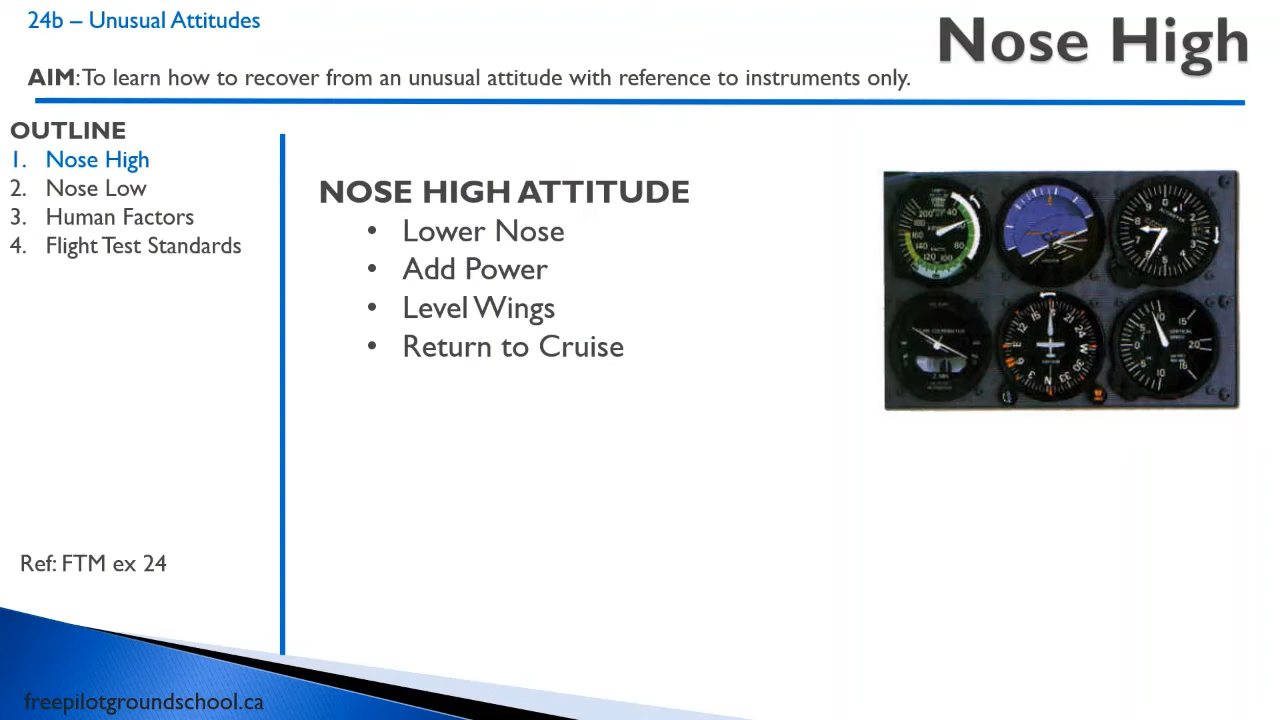 24b – Unusual Attitudes
Nose High
AIM: To learn how to recover from an unusual attitude with reference to instruments only.
OUTLINE
1. Nose High
2. Nose Low
3. Human Factors
4. Flight Test Standards
NOSE HIGH ATTITUDE
• Lower Nose
• Add Power
• Level Wings
• Return to Cruise
Ref: FTM ex 24
freepilotgroundschool.ca